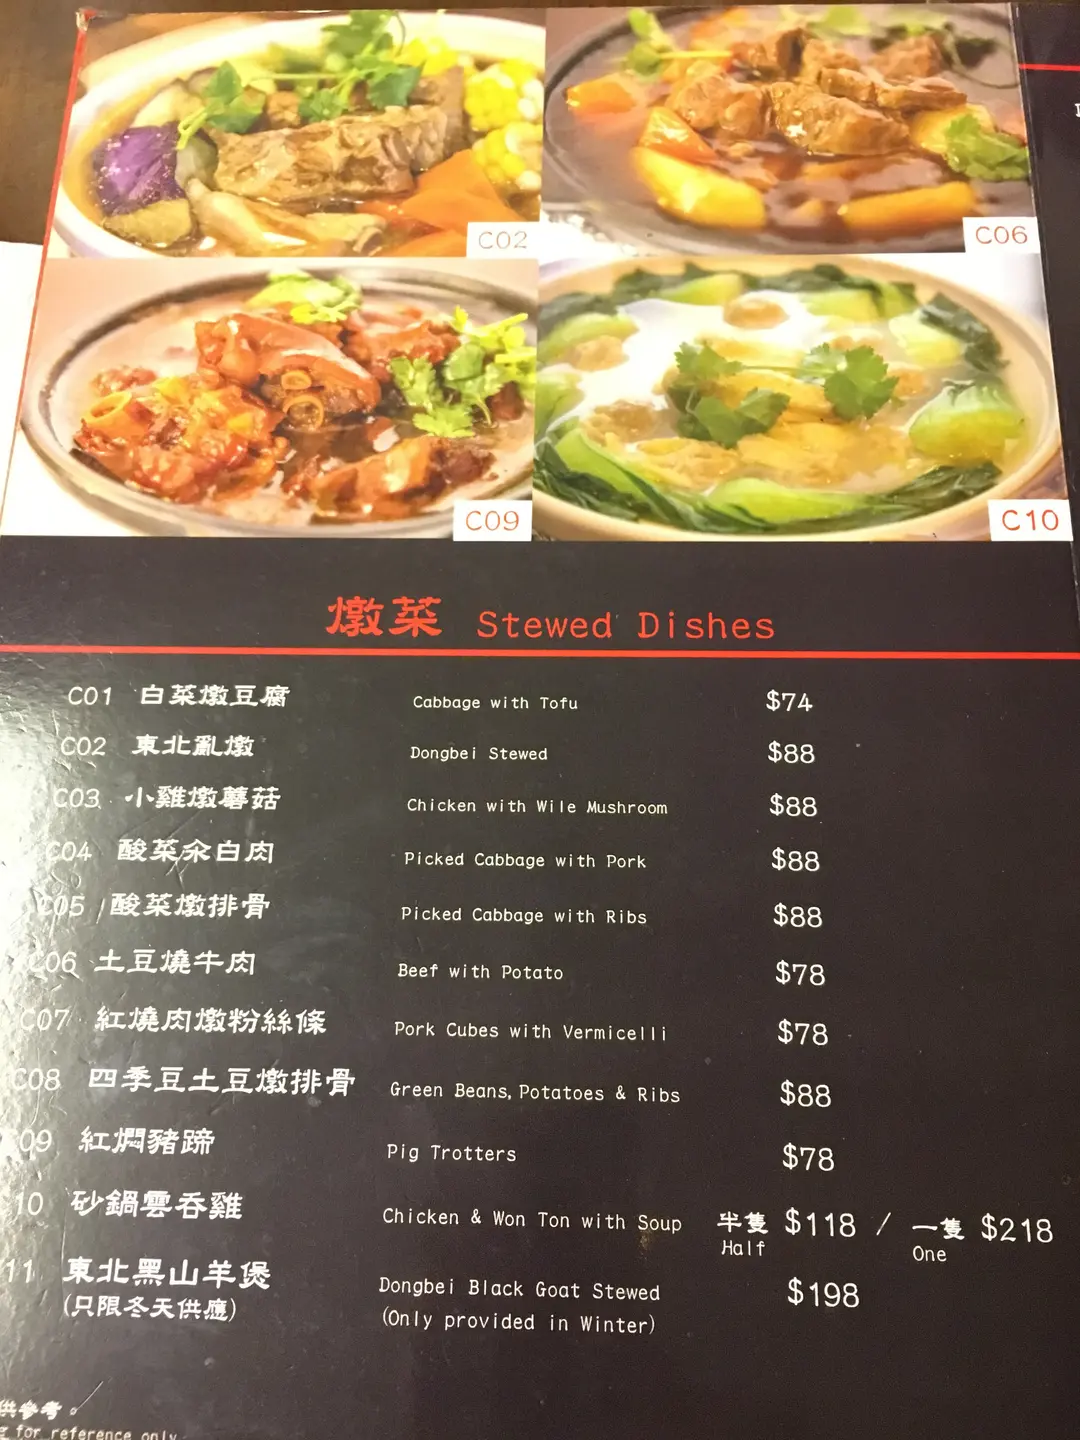 C02
C06
C09
C10
燉菜 Stewed Dishes
C01 白菜燉豆腐 Cabbage with Tofu $74
C02 東北亂燉 Dongbei Stewed $88
C03 小雞燉蘑菇 Chicken with Wile Mushroom $88
C04 酸菜汆白肉 Picked Cabbage with Pork $88
C05 酸菜燉排骨 Picked Cabbage with Ribs $88
C06 土豆燒牛肉 Beef with Potato $78
C07 紅燒肉燉粉絲條 Pork Cubes with Vermicelli $78
C08 四季豆土豆燉排骨 Green Beans, Potatoes & Ribs $88
C09 紅燜豬蹄 Pig Trotters $78
10 砂鍋雲吞雞 Chicken & Won Ton with Soup 半隻 $118 / 一隻 $218
Half One
11 東北黑山羊煲 Dongbei Black Goat Stewed $198
(只限冬天供應) (Only provided in Winter)
供參考。
g for reference only